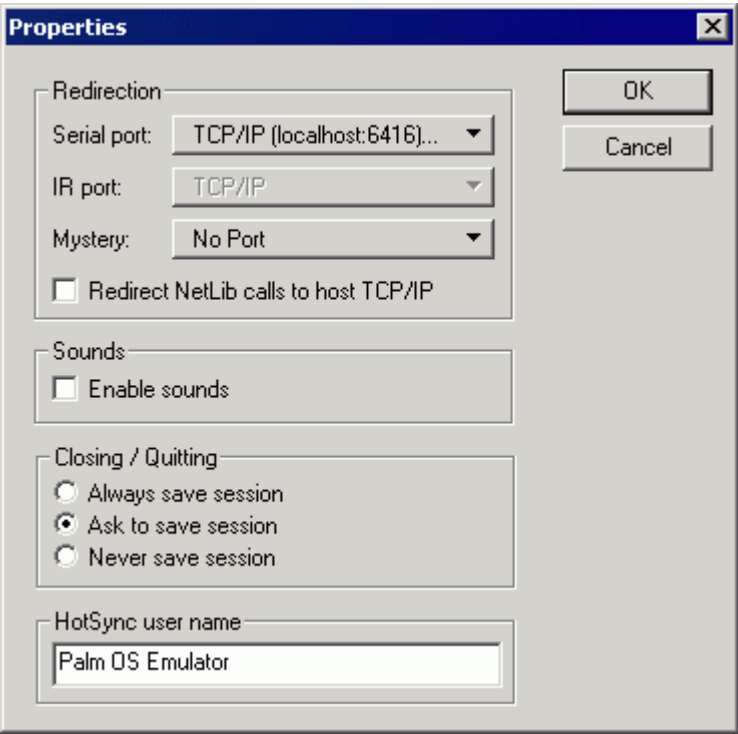 Properties
Redirection
Serial port: TCP/IP (localhost:6416)...
IR port: TCP/IP
Mystery: No Port
Redirect NetLib calls to host TCP/IP
Sounds
Enable sounds
Closing / Quitting
Always save session
Ask to save session
Never save session
HotSync user name
Palm OS Emulator
OK
Cancel